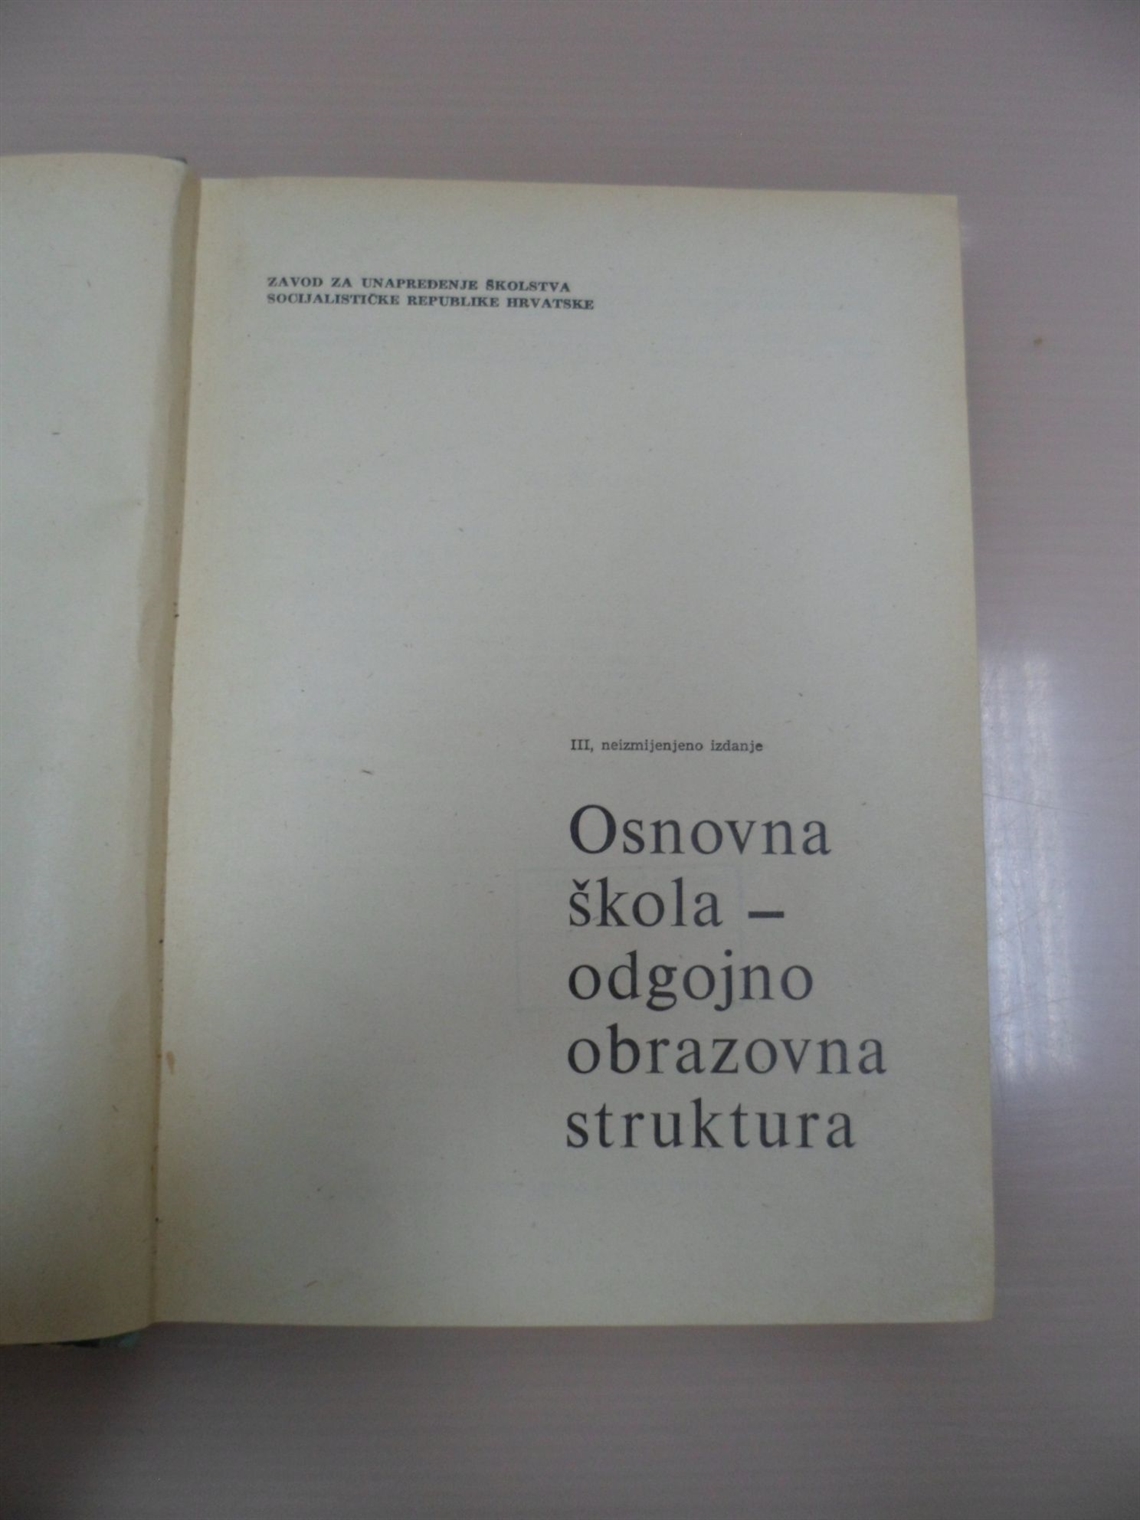 ZAVOD ZA UNAPREĐENJE ŠKOLSTVA
SOCIJALISTIČKE REPUBLIKE HRVATSKE
III, neizmijenjeno izdanje
Osnovna
škola –
odgojno
obrazovna
struktura